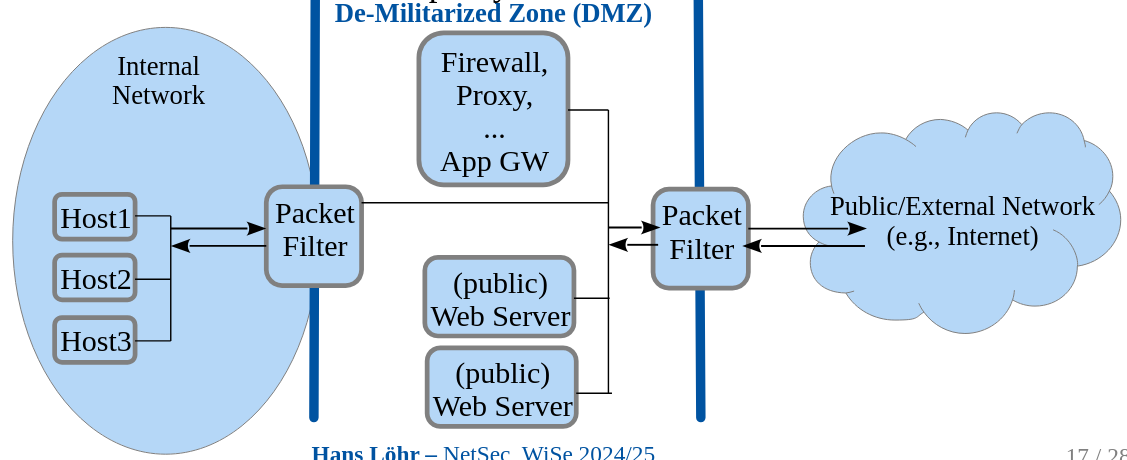 De-Militarized Zone (DMZ)
Internal
Network
Firewall,
Proxy,
...
App GW
Host1
Host2
Host3
Packet
Filter
(public)
Web Server
(public)
Web Server
Packet
Filter
Public/External Network
(e.g., Internet)
Hans Löhr – NetSec, WiSe 2024/25
17 / 28